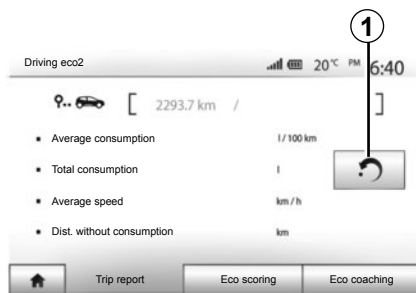 1
Driving eco2 20°C PM 6:40
[ 2293.7 km / ]
Average consumption l / 100 km
Total consumption l
Average speed km / h
Dist. without consumption km
Trip report Eco scoring Eco coaching